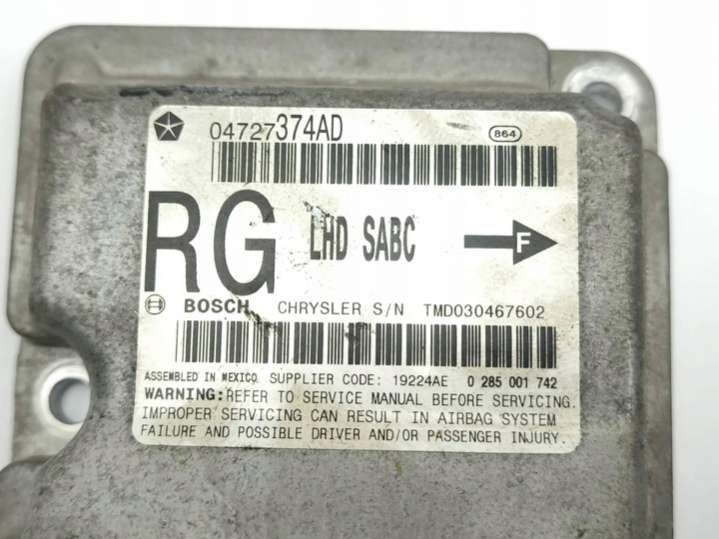 04727374AD 864
RG LHD SABC F
BOSCH CHRYSLER S/N TMD030467602
ASSEMBLED IN MEXICO SUPPLIER CODE: 19224AE 0 285 001 742
WARNING: REFER TO SERVICE MANUAL BEFORE SERVICING.
IMPROPER SERVICING CAN RESULT IN AIRBAG SYSTEM
FAILURE AND POSSIBLE DRIVER AND/OR PASSENGER INJURY.